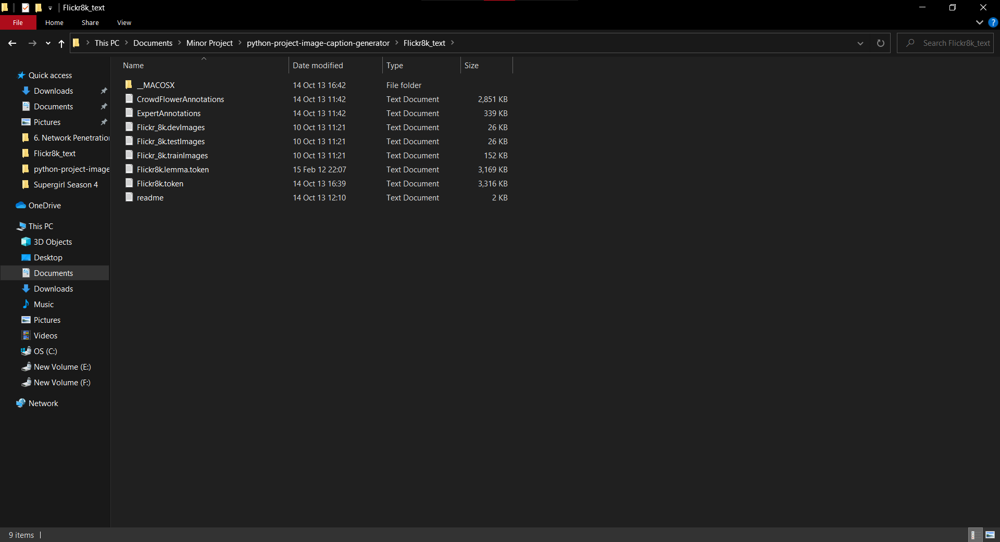 Flickr8k_text
File Home Share View
This PC Documents Minor Project python-project-image-caption-generator Flickr8k_text
Search Flickr8k_text
Quick access
Downloads
Documents
Pictures
6. Network Penetration
Flickr8k_text
python-project-image
Supergirl Season 4
OneDrive
This PC
3D Objects
Desktop
Documents
Downloads
Music
Pictures
Videos
OS (C:)
New Volume (E:)
New Volume (F:)
Network
Name Date modified Type Size
__MACOSX 14 Oct 13 16:42 File folder
CrowdFlowerAnnotations 14 Oct 13 11:42 Text Document 2,851 KB
ExpertAnnotations 14 Oct 13 11:42 Text Document 339 KB
Flickr_8k.devImages 10 Oct 13 11:21 Text Document 26 KB
Flickr_8k.testImages 10 Oct 13 11:21 Text Document 26 KB
Flickr_8k.trainImages 10 Oct 13 11:21 Text Document 152 KB
Flickr8k.lemma.token 15 Feb 12 22:07 Text Document 3,169 KB
Flickr8k.token 14 Oct 13 16:39 Text Document 3,316 KB
readme 14 Oct 13 12:10 Text Document 2 KB
9 items